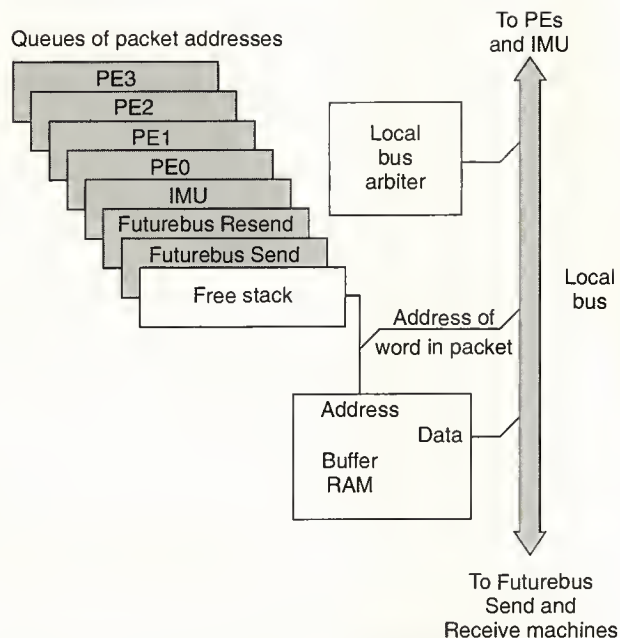 To PEs
and IMU
Queues of packet addresses
PE3
PE2
PE1
PE0
IMU
Futurebus Resend
Futurebus Send
Free stack
Local
bus
arbiter
Local
bus
Address of
word in packet
Address
Data
Buffer
RAM
To Futurebus
Send and
Receive machines